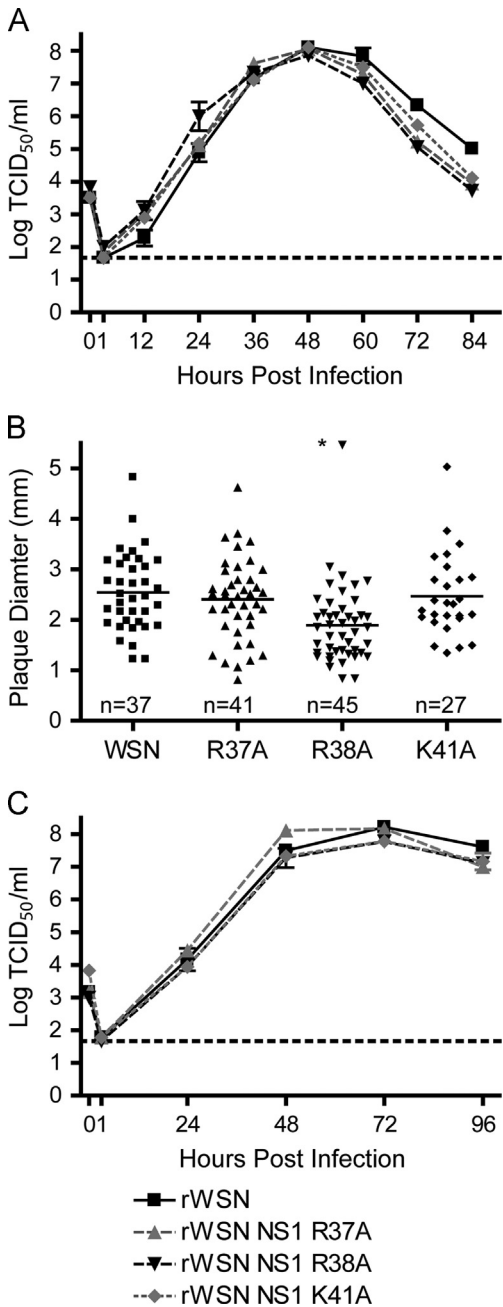 A
Log TCID50/ml
8
7
6
5
4
3
2
1
0
01 12 24 36 48 60 72 84
Hours Post Infection
B
Plaque Diamter (mm)
5
4
3
2
1
0
*
n=37 n=41 n=45 n=27
WSN R37A R38A K41A
C
Log TCID50/ml
8
7
6
5
4
3
2
1
0
01 24 48 72 96
Hours Post Infection
rWSN
rWSN NS1 R37A
rWSN NS1 R38A
rWSN NS1 K41A